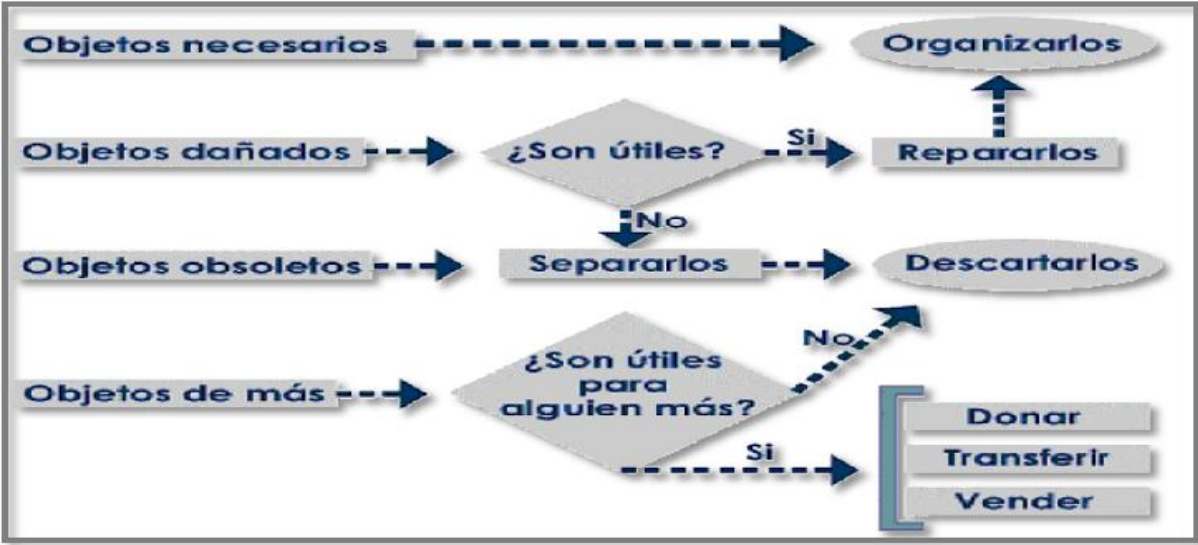 Objetos necesarios
Organizarlos
Objetos dañados
¿Son útiles?
Si
Repararlos
No
Objetos obsoletos
Separarlos
Descartarlos
Objetos de más
¿Son útiles
para
alguien más?
No
Si
Donar
Transferir
Vender